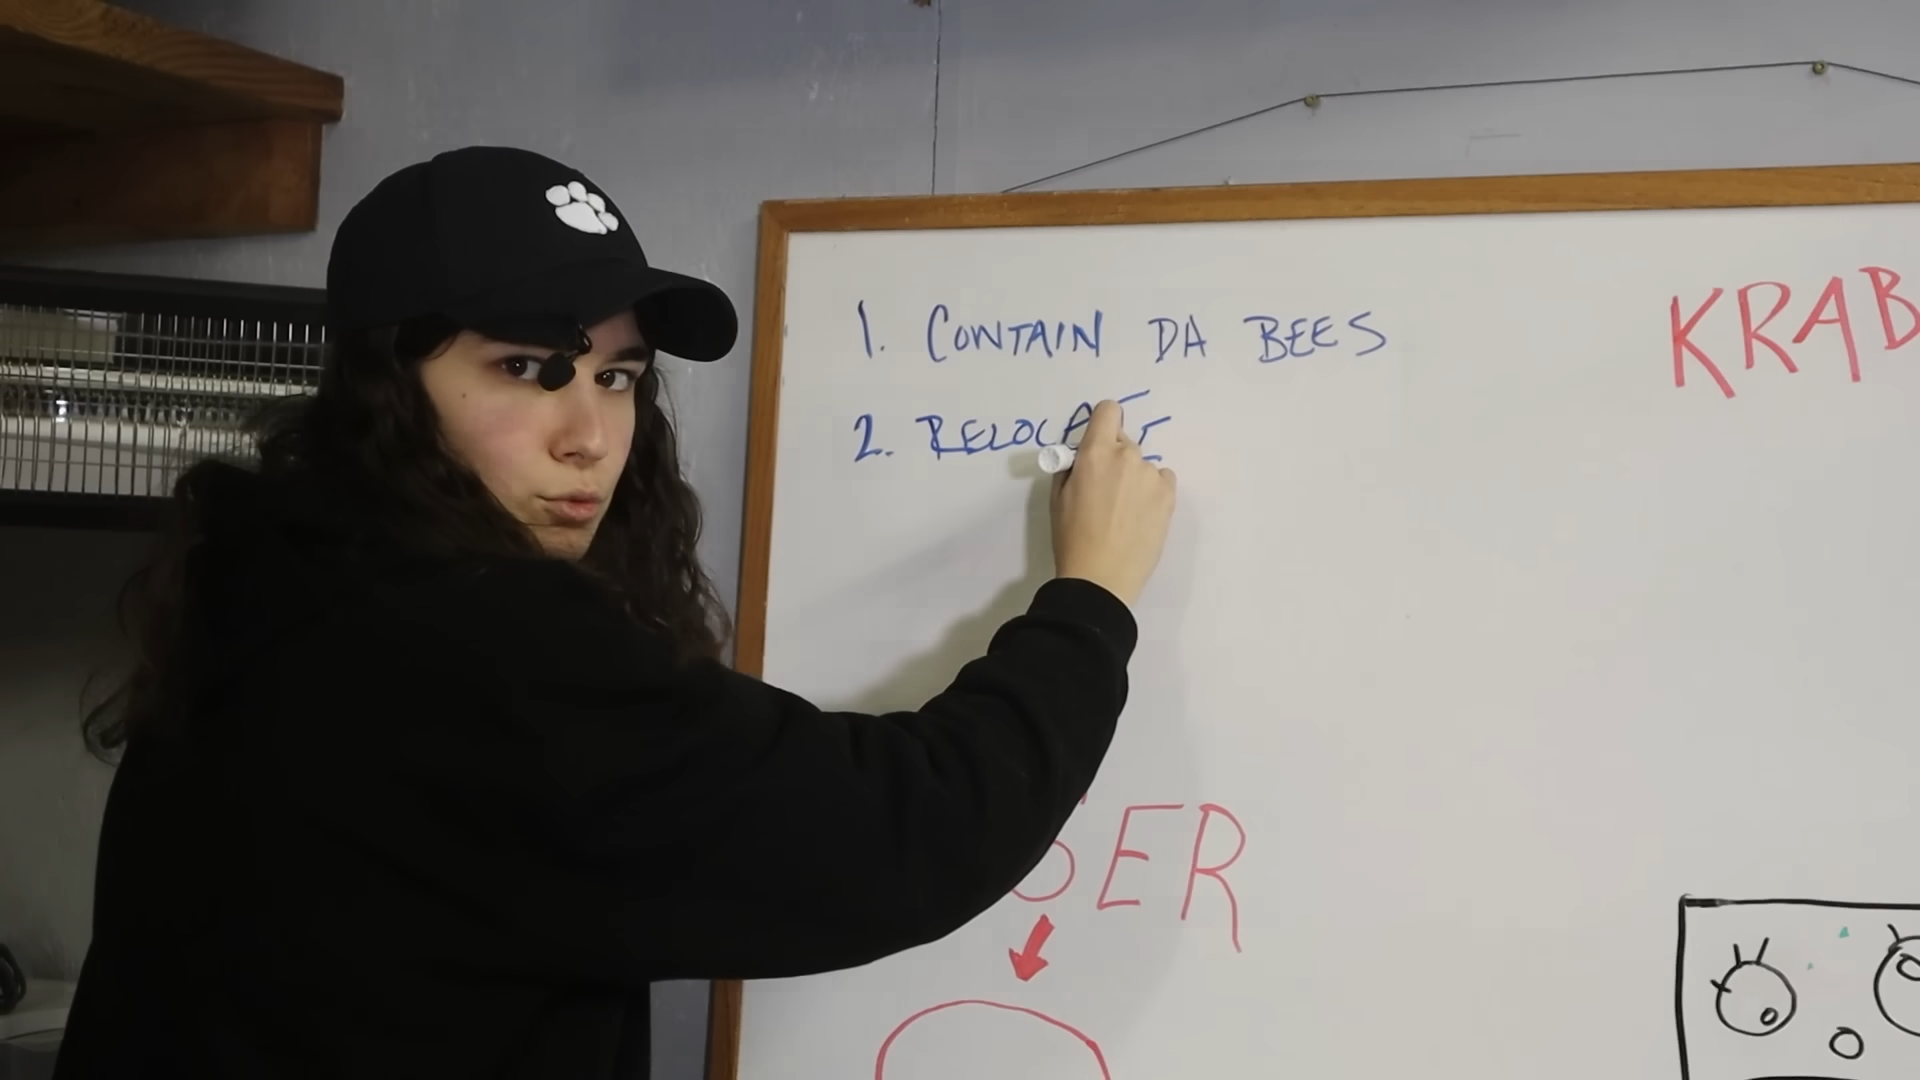 1. CONTAIN DA BEES
KRAB
2. RELOCATE
SER